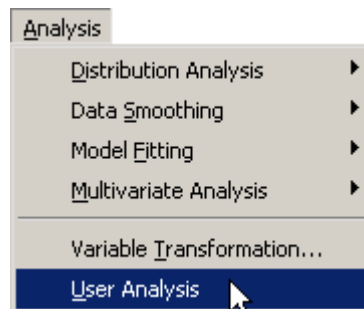 Analysis
Distribution Analysis
Data Smoothing
Model Fitting
Multivariate Analysis
Variable Transformation...
User Analysis